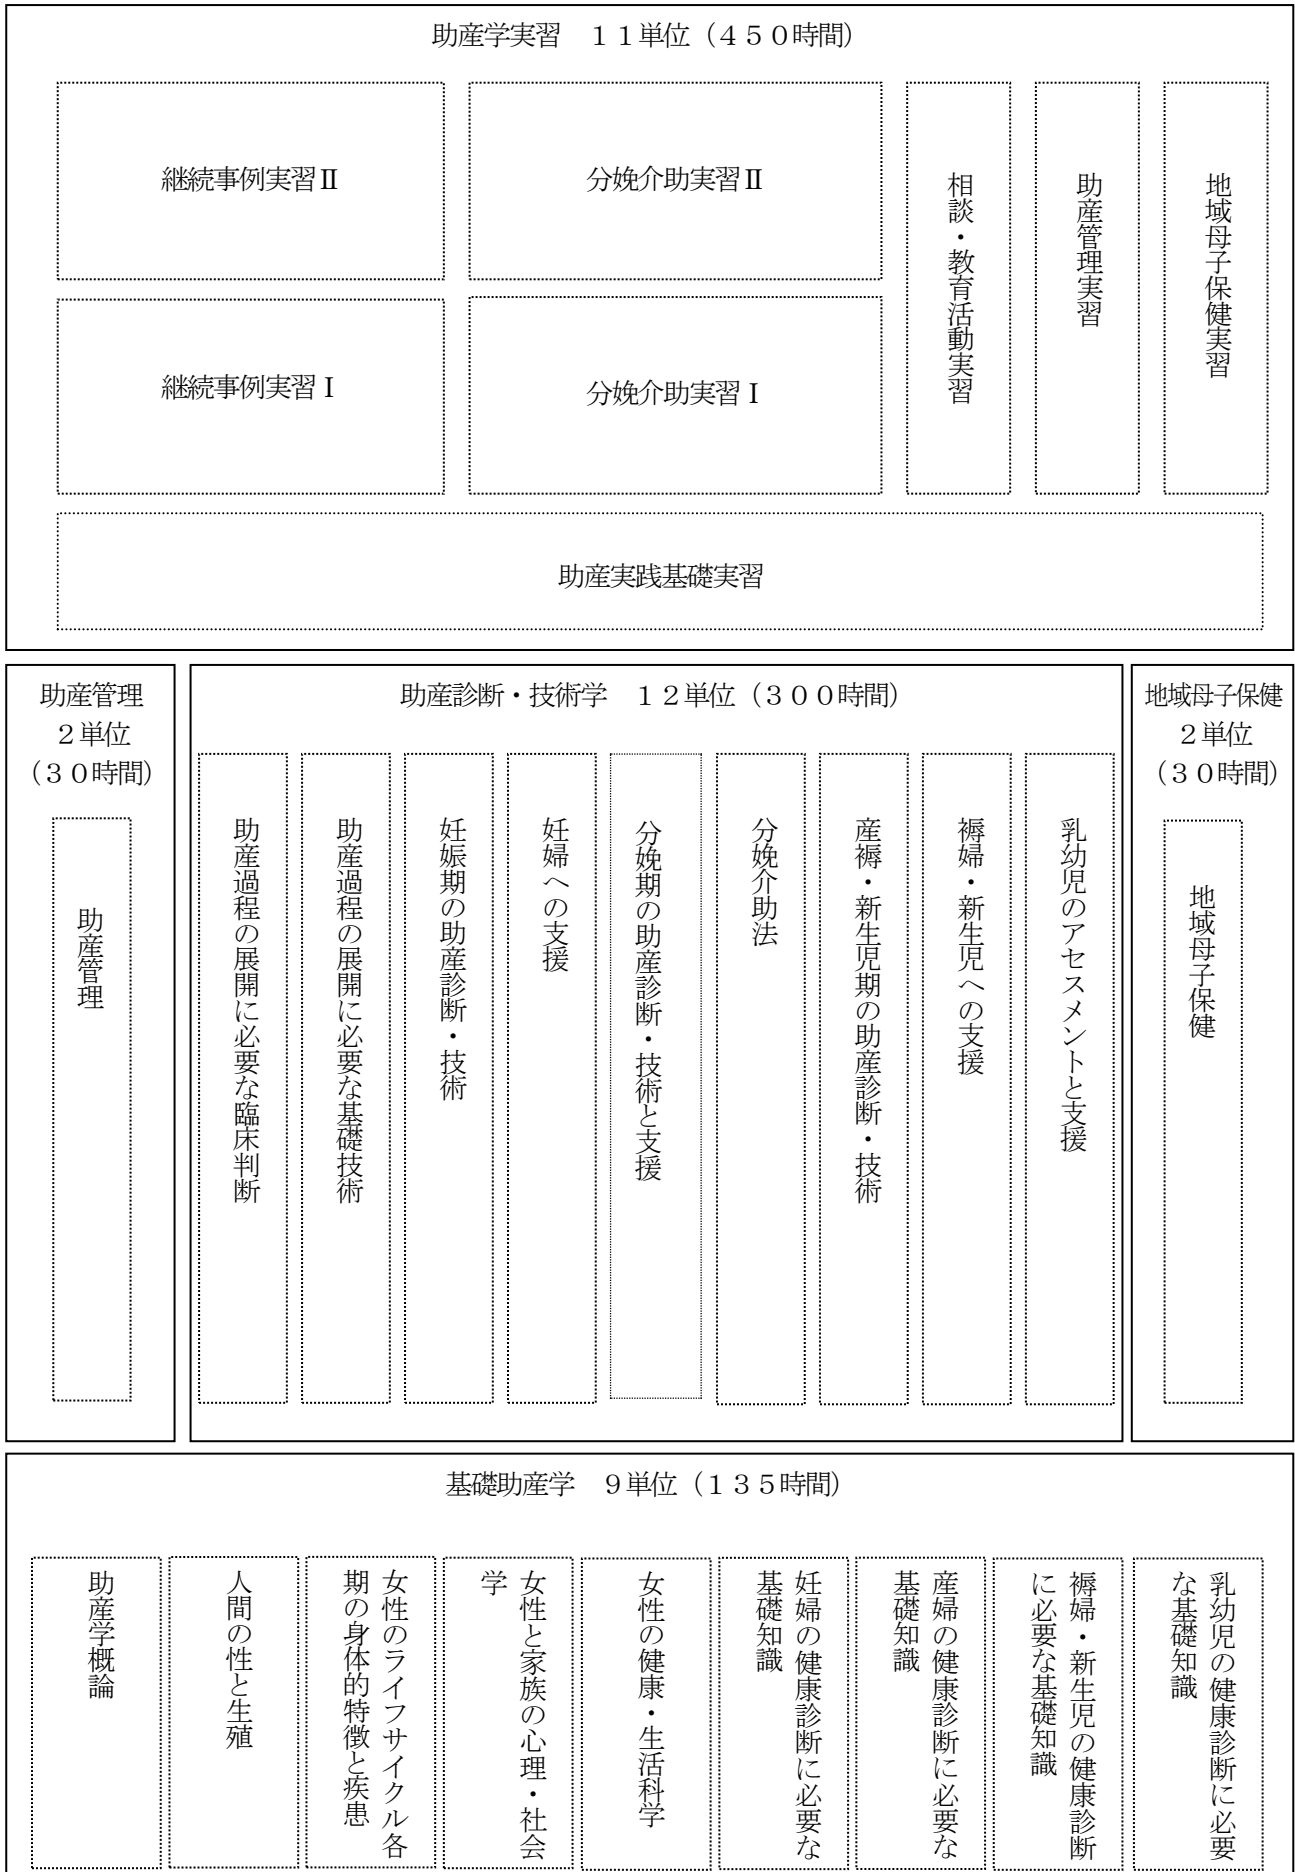 助産学実習　１１単位（４５０時間）
継続事例実習Ⅱ
分娩介助実習Ⅱ
相談・教育活動実習
助産管理実習
地域母子保健実習
継続事例実習Ⅰ
分娩介助実習Ⅰ
助産実践基礎実習
助産管理
２単位
（３０時間）
助産管理
助産診断・技術学　１２単位（３００時間）
助産過程の展開に必要な臨床判断
助産過程の展開に必要な基礎技術
妊娠期の助産診断・技術
妊婦への支援
分娩期の助産診断・技術と支援
分娩介助法
産褥・新生児期の助産診断・技術
褥婦・新生児への支援
乳幼児のアセスメントと支援
地域母子保健
２単位
（３０時間）
地域母子保健
基礎助産学　９単位（１３５時間）
助産学概論
人間の性と生殖
女性のライフサイクル各
期の身体的特徴と疾患
女性と家族の心理・社会
学
女性の健康・生活科学
妊婦の健康診断に必要な
基礎知識
産婦の健康診断に必要な
基礎知識
褥婦・新生児の健康診断
に必要な基礎知識
乳幼児の健康診断に必要
な基礎知識